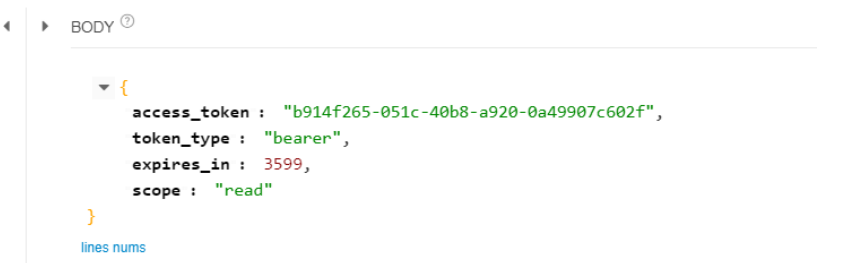 BODY ?
{
access_token : "b914f265-051c-40b8-a920-0a49907c602f",
token_type : "bearer",
expires_in : 3599,
scope : "read"
}
lines nums